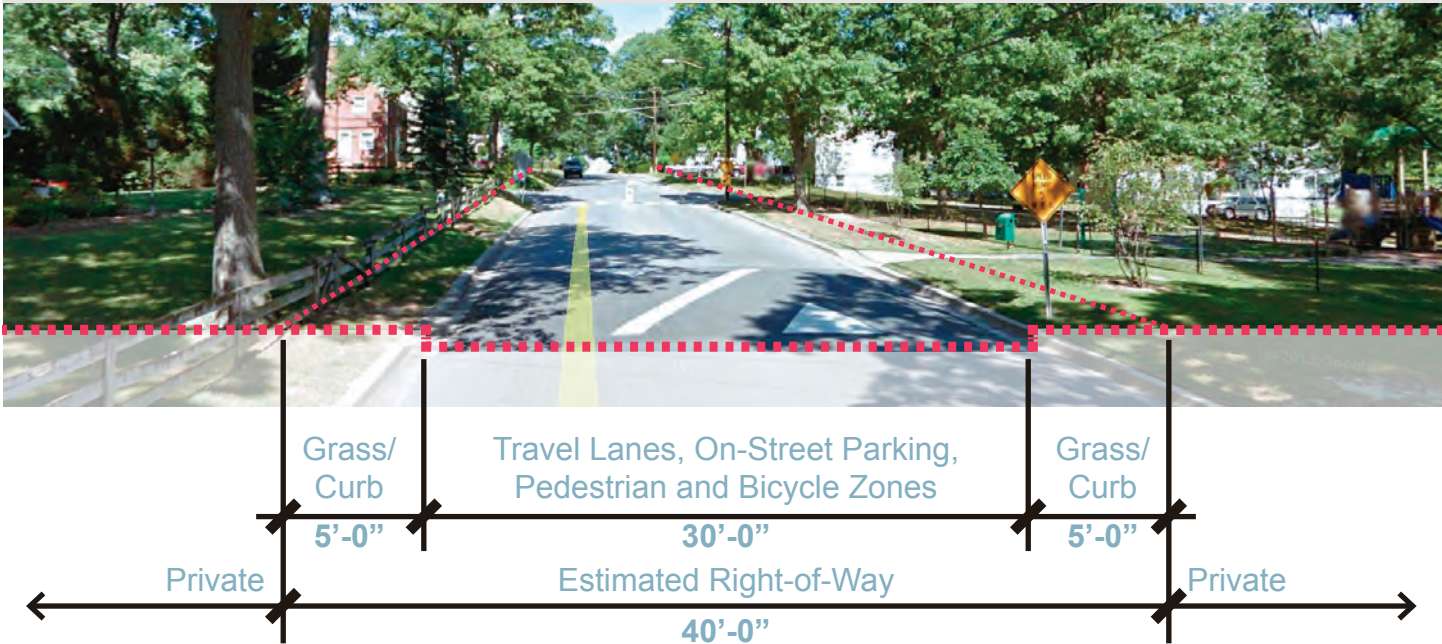 Grass/
Curb
5’-0”
Travel Lanes, On-Street Parking,
Pedestrian and Bicycle Zones
30’-0”
Grass/
Curb
5’-0”
Private
Estimated Right-of-Way
40’-0”
Private